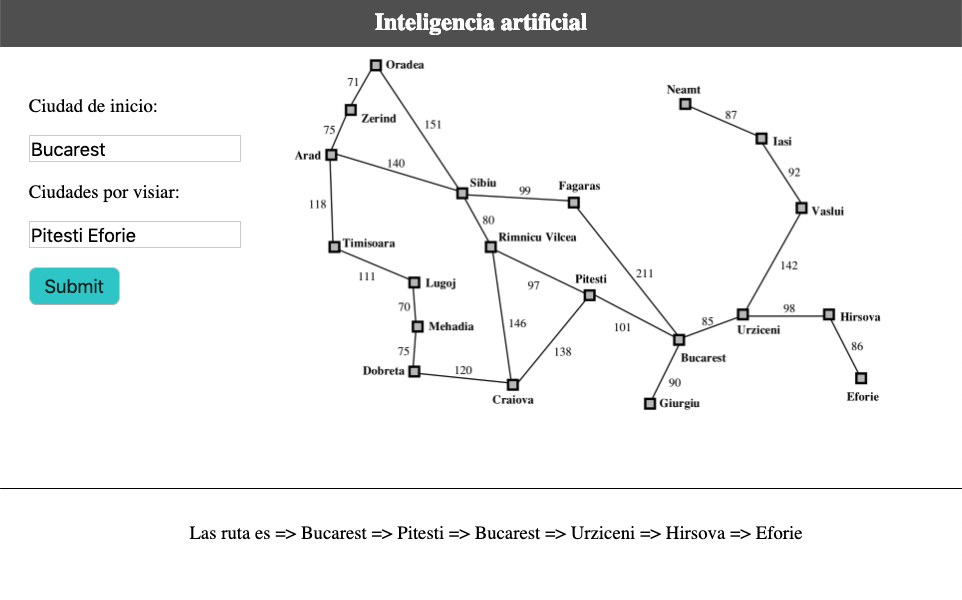 Inteligencia artificial
Ciudad de inicio:
Bucarest
Ciudades por visiar:
Pitesti Eforie
Submit
Oradea
71
Zerind
75
151
Arad
140
118
Sibiu
99
Fagaras
80
Timisoara
Rimnicu Vilcea
111
Lugoj
97
Pitesti
211
70
Mehadia
146
101
75
138
Dobreta
120
Craiova
Neamt
87
Iasi
92
Vaslui
142
85
98
Urziceni
Hirsova
86
Bucarest
90
Giurgiu
Eforie
Las ruta es => Bucarest => Pitesti => Bucarest => Urziceni => Hirsova => Eforie